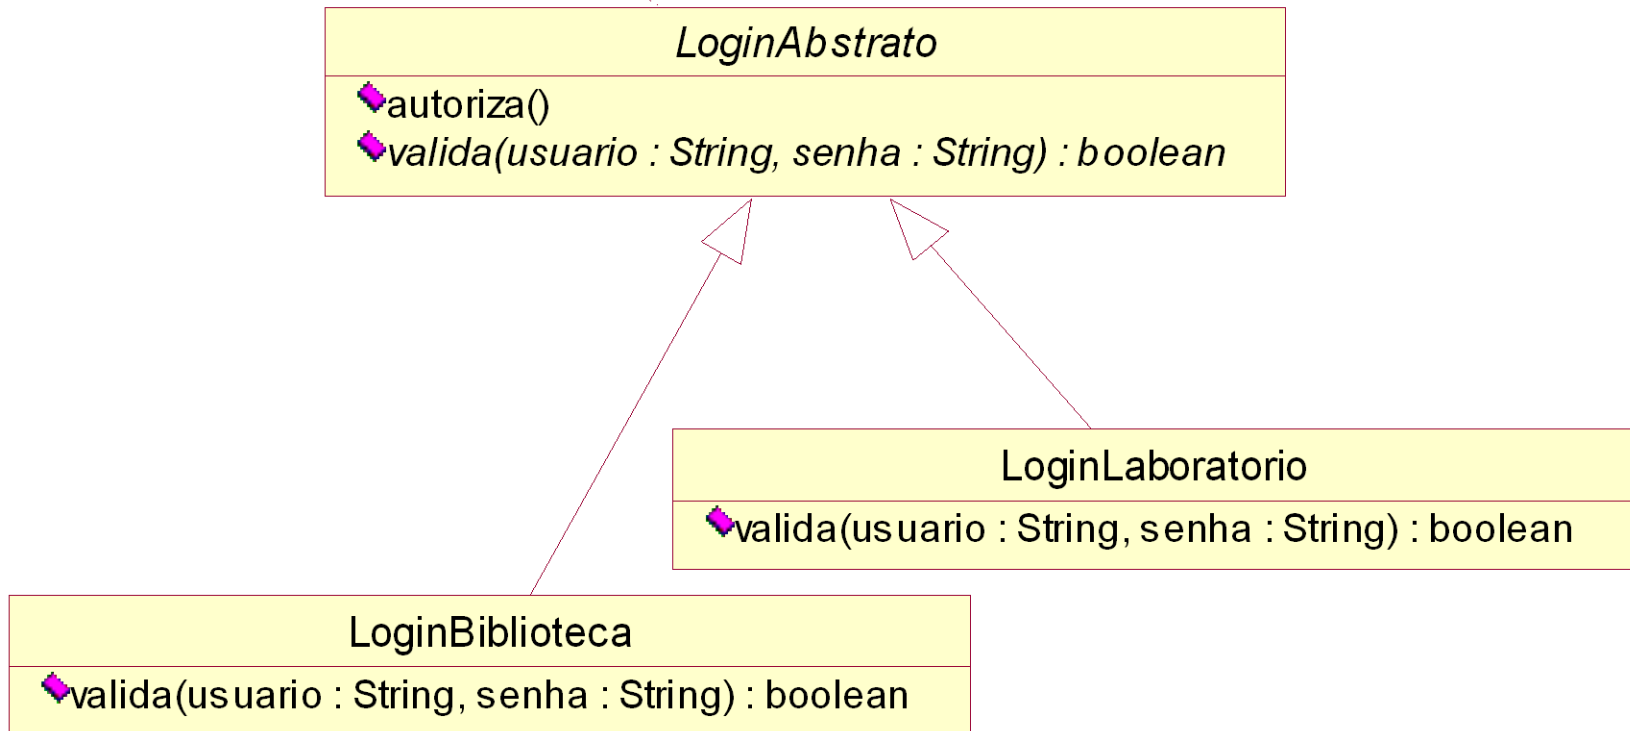 LoginAbstrato
autoriza()
valida(usuario : String, senha : String) : boolean
LoginLaboratorio
valida(usuario : String, senha : String) : boolean
LoginBiblioteca
valida(usuario : String, senha : String) : boolean